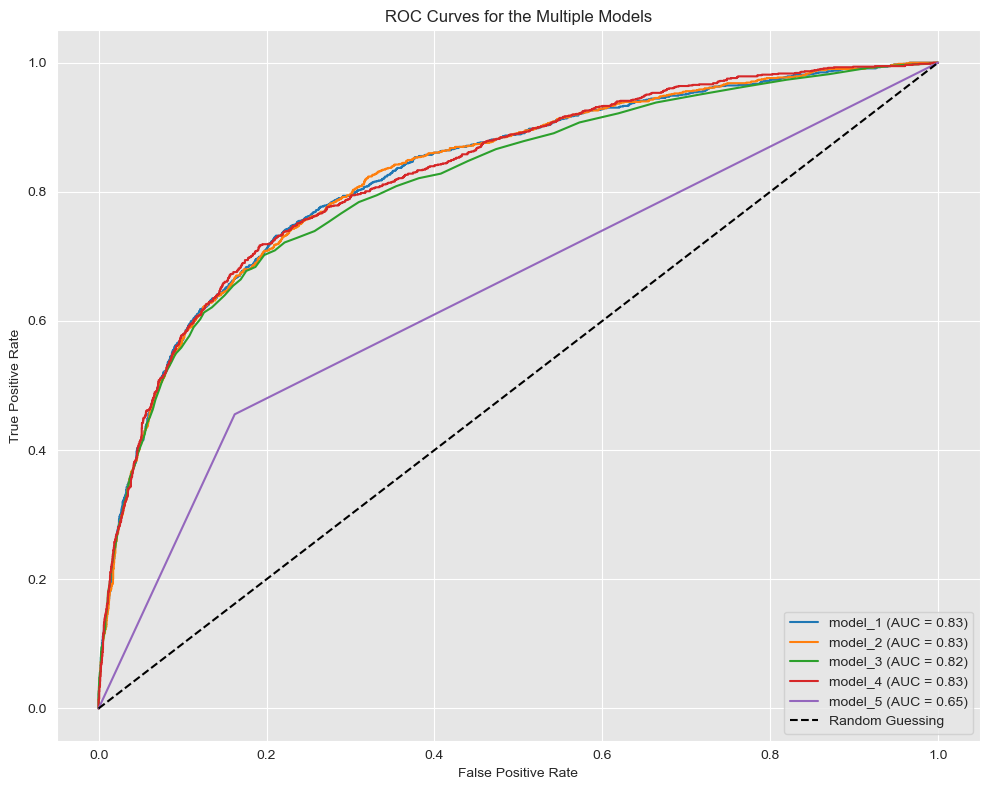 ROC Curves for the Multiple Models
1.0
0.8
0.6
0.4
0.2
0.0
True Positive Rate
0.0 0.2 0.4 0.6 0.8 1.0
False Positive Rate
model_1 (AUC = 0.83)
model_2 (AUC = 0.83)
model_3 (AUC = 0.82)
model_4 (AUC = 0.83)
model_5 (AUC = 0.65)
Random Guessing